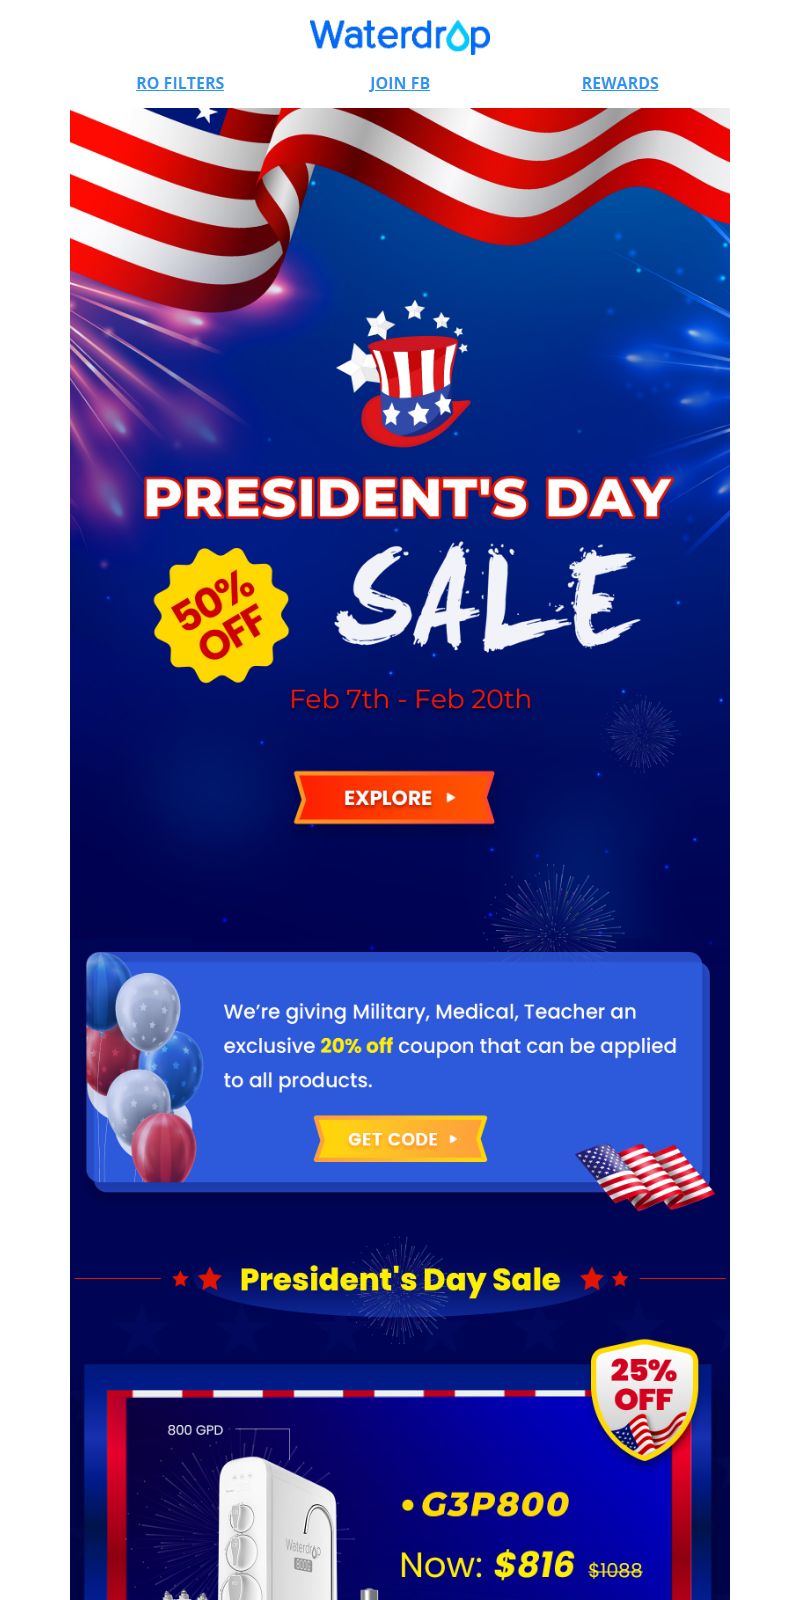 Waterdrop
RO FILTERS JOIN FB REWARDS
PRESIDENT'S DAY
50%
OFF
SALE
Feb 7th - Feb 20th
EXPLORE
We're giving Military, Medical, Teacher an
exclusive 20% off coupon that can be applied
to all products.
GET CODE
President's Day Sale
25%
OFF
800 GPD
• G3P800
Waterdrop
800G
Now: $816 $1088